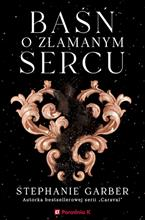 BAŚŃ
O ZŁAMANYM
SERCU
STEPHANIE GARBER
Autorka bestsellerowej serii „Caraval”
Poradnia K